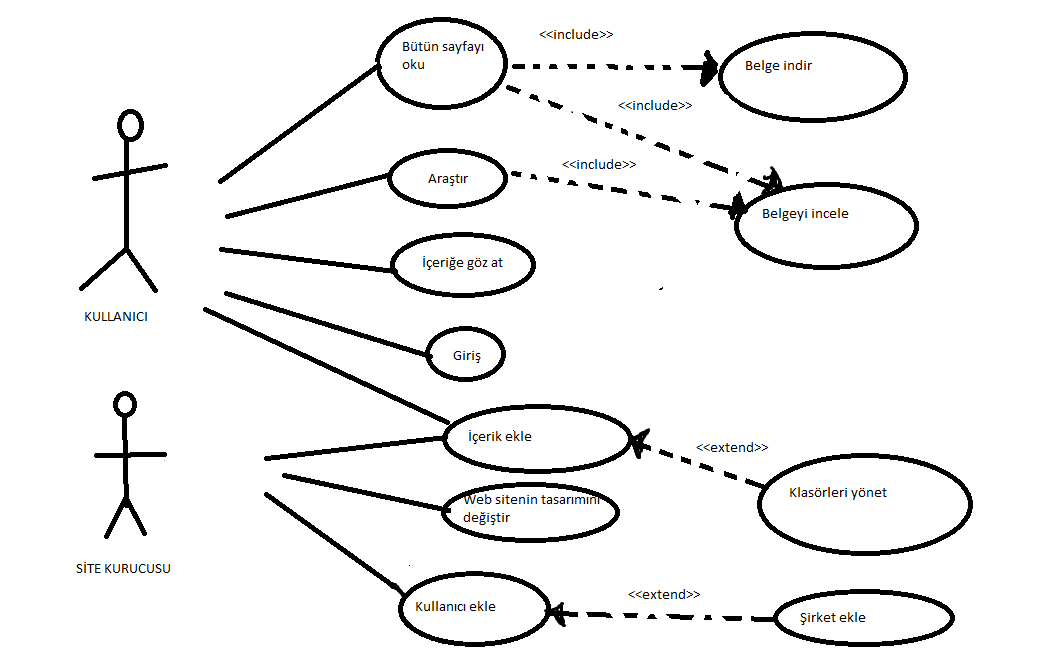 Bütün sayfayı
oku
<<include>>
Belge indir
<<include>>
Araştır
<<include>>
Belgeyi incele
İçeriğe göz at
KULLANICI
Giriş
İçerik ekle
<<extend>>
Klasörleri yönet
Web sitenin tasarımını
değiştir
SİTE KURUCUSU
Kullanıcı ekle
<<extend>>
Şirket ekle